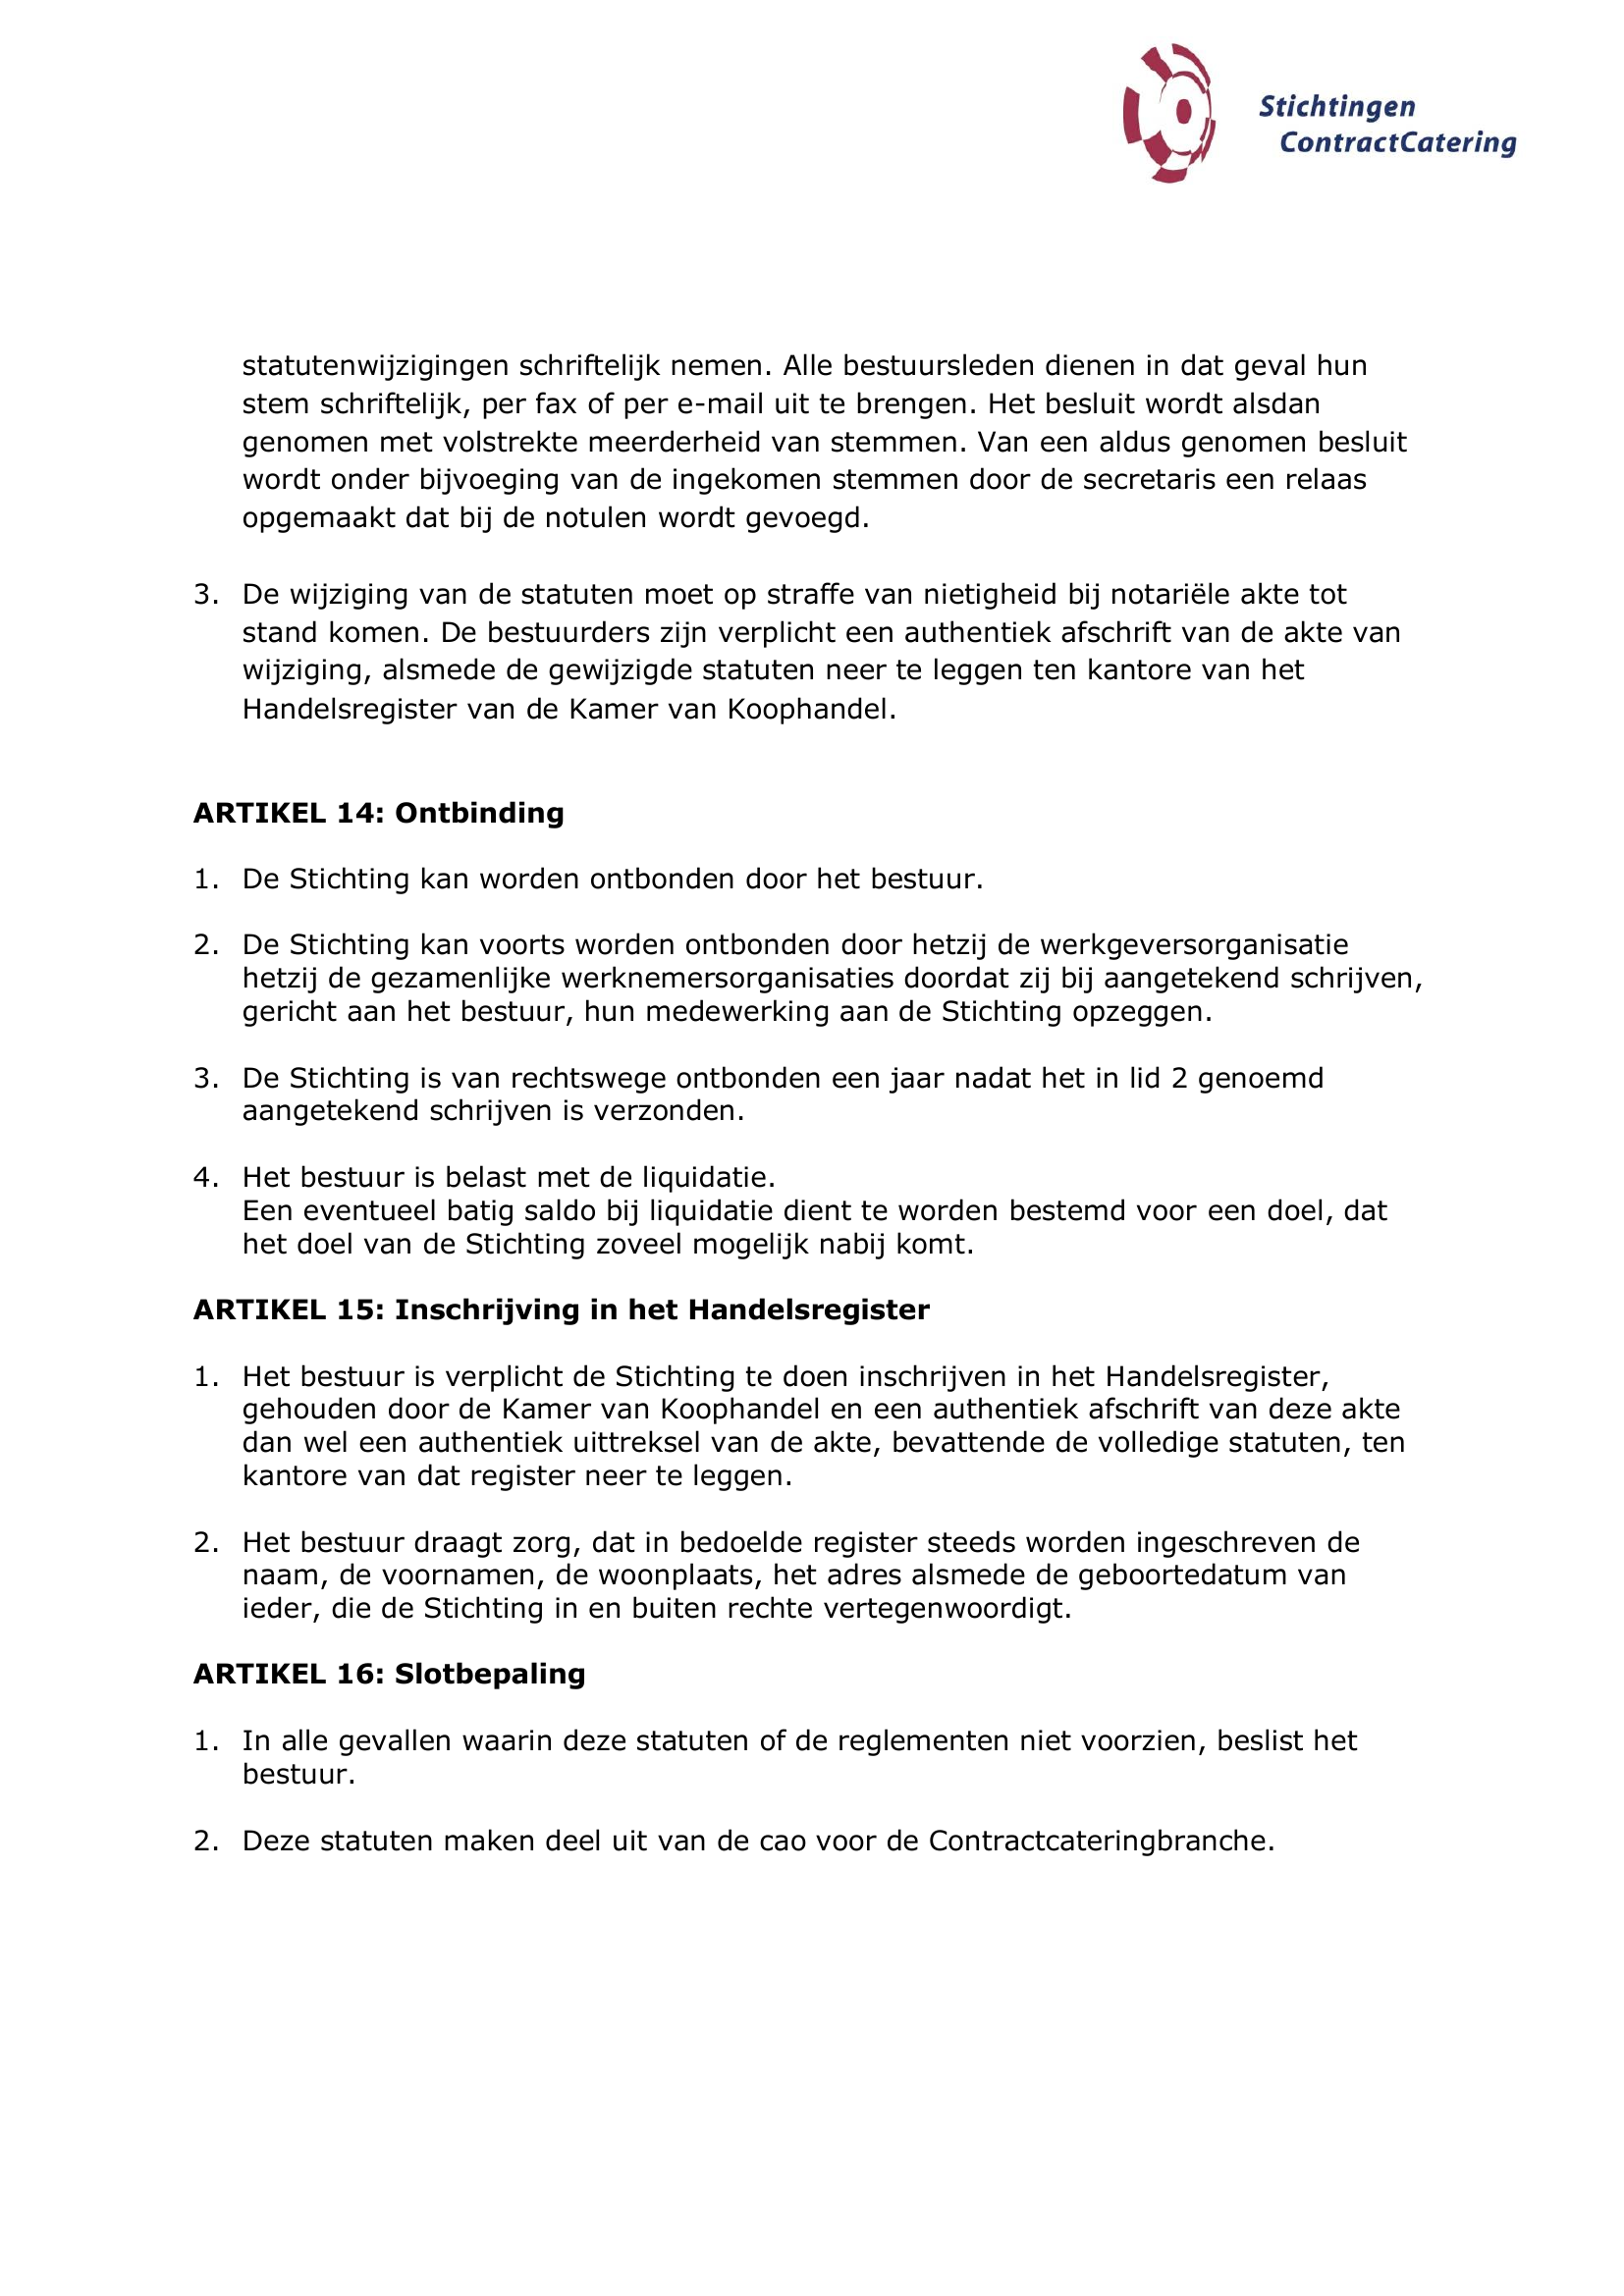 Stichtingen
ContractCatering
statutenwijzigingen schriftelijk nemen. Alle bestuursleden dienen in dat geval hun
stem schriftelijk, per fax of per e-mail uit te brengen. Het besluit wordt alsdan
genomen met volstrekte meerderheid van stemmen. Van een aldus genomen besluit
wordt onder bijvoeging van de ingekomen stemmen door de secretaris een relaas
opgemaakt dat bij de notulen wordt gevoegd.
3. De wijziging van de statuten moet op straffe van nietigheid bij notariële akte tot
stand komen. De bestuurders zijn verplicht een authentiek afschrift van de akte van
wijziging, alsmede de gewijzigde statuten neer te leggen ten kantore van het
Handelsregister van de Kamer van Koophandel.
ARTIKEL 14: Ontbinding
1. De Stichting kan worden ontbonden door het bestuur.
2. De Stichting kan voorts worden ontbonden door hetzij de werkgeversorganisatie
hetzij de gezamenlijke werknemersorganisaties doordat zij bij aangetekend schrijven,
gericht aan het bestuur, hun medewerking aan de Stichting opzeggen.
3. De Stichting is van rechtswege ontbonden een jaar nadat het in lid 2 genoemd
aangetekend schrijven is verzonden.
4. Het bestuur is belast met de liquidatie.
Een eventueel batig saldo bij liquidatie dient te worden bestemd voor een doel, dat
het doel van de Stichting zoveel mogelijk nabij komt.
ARTIKEL 15: Inschrijving in het Handelsregister
1. Het bestuur is verplicht de Stichting te doen inschrijven in het Handelsregister,
gehouden door de Kamer van Koophandel en een authentiek afschrift van deze akte
dan wel een authentiek uittreksel van de akte, bevattende de volledige statuten, ten
kantore van dat register neer te leggen.
2. Het bestuur draagt zorg, dat in bedoelde register steeds worden ingeschreven de
naam, de voornamen, de woonplaats, het adres alsmede de geboortedatum van
ieder, die de Stichting in en buiten rechte vertegenwoordigt.
ARTIKEL 16: Slotbepaling
1. In alle gevallen waarin deze statuten of de reglementen niet voorzien, beslist het
bestuur.
2. Deze statuten maken deel uit van de cao voor de Contractcateringbranche.